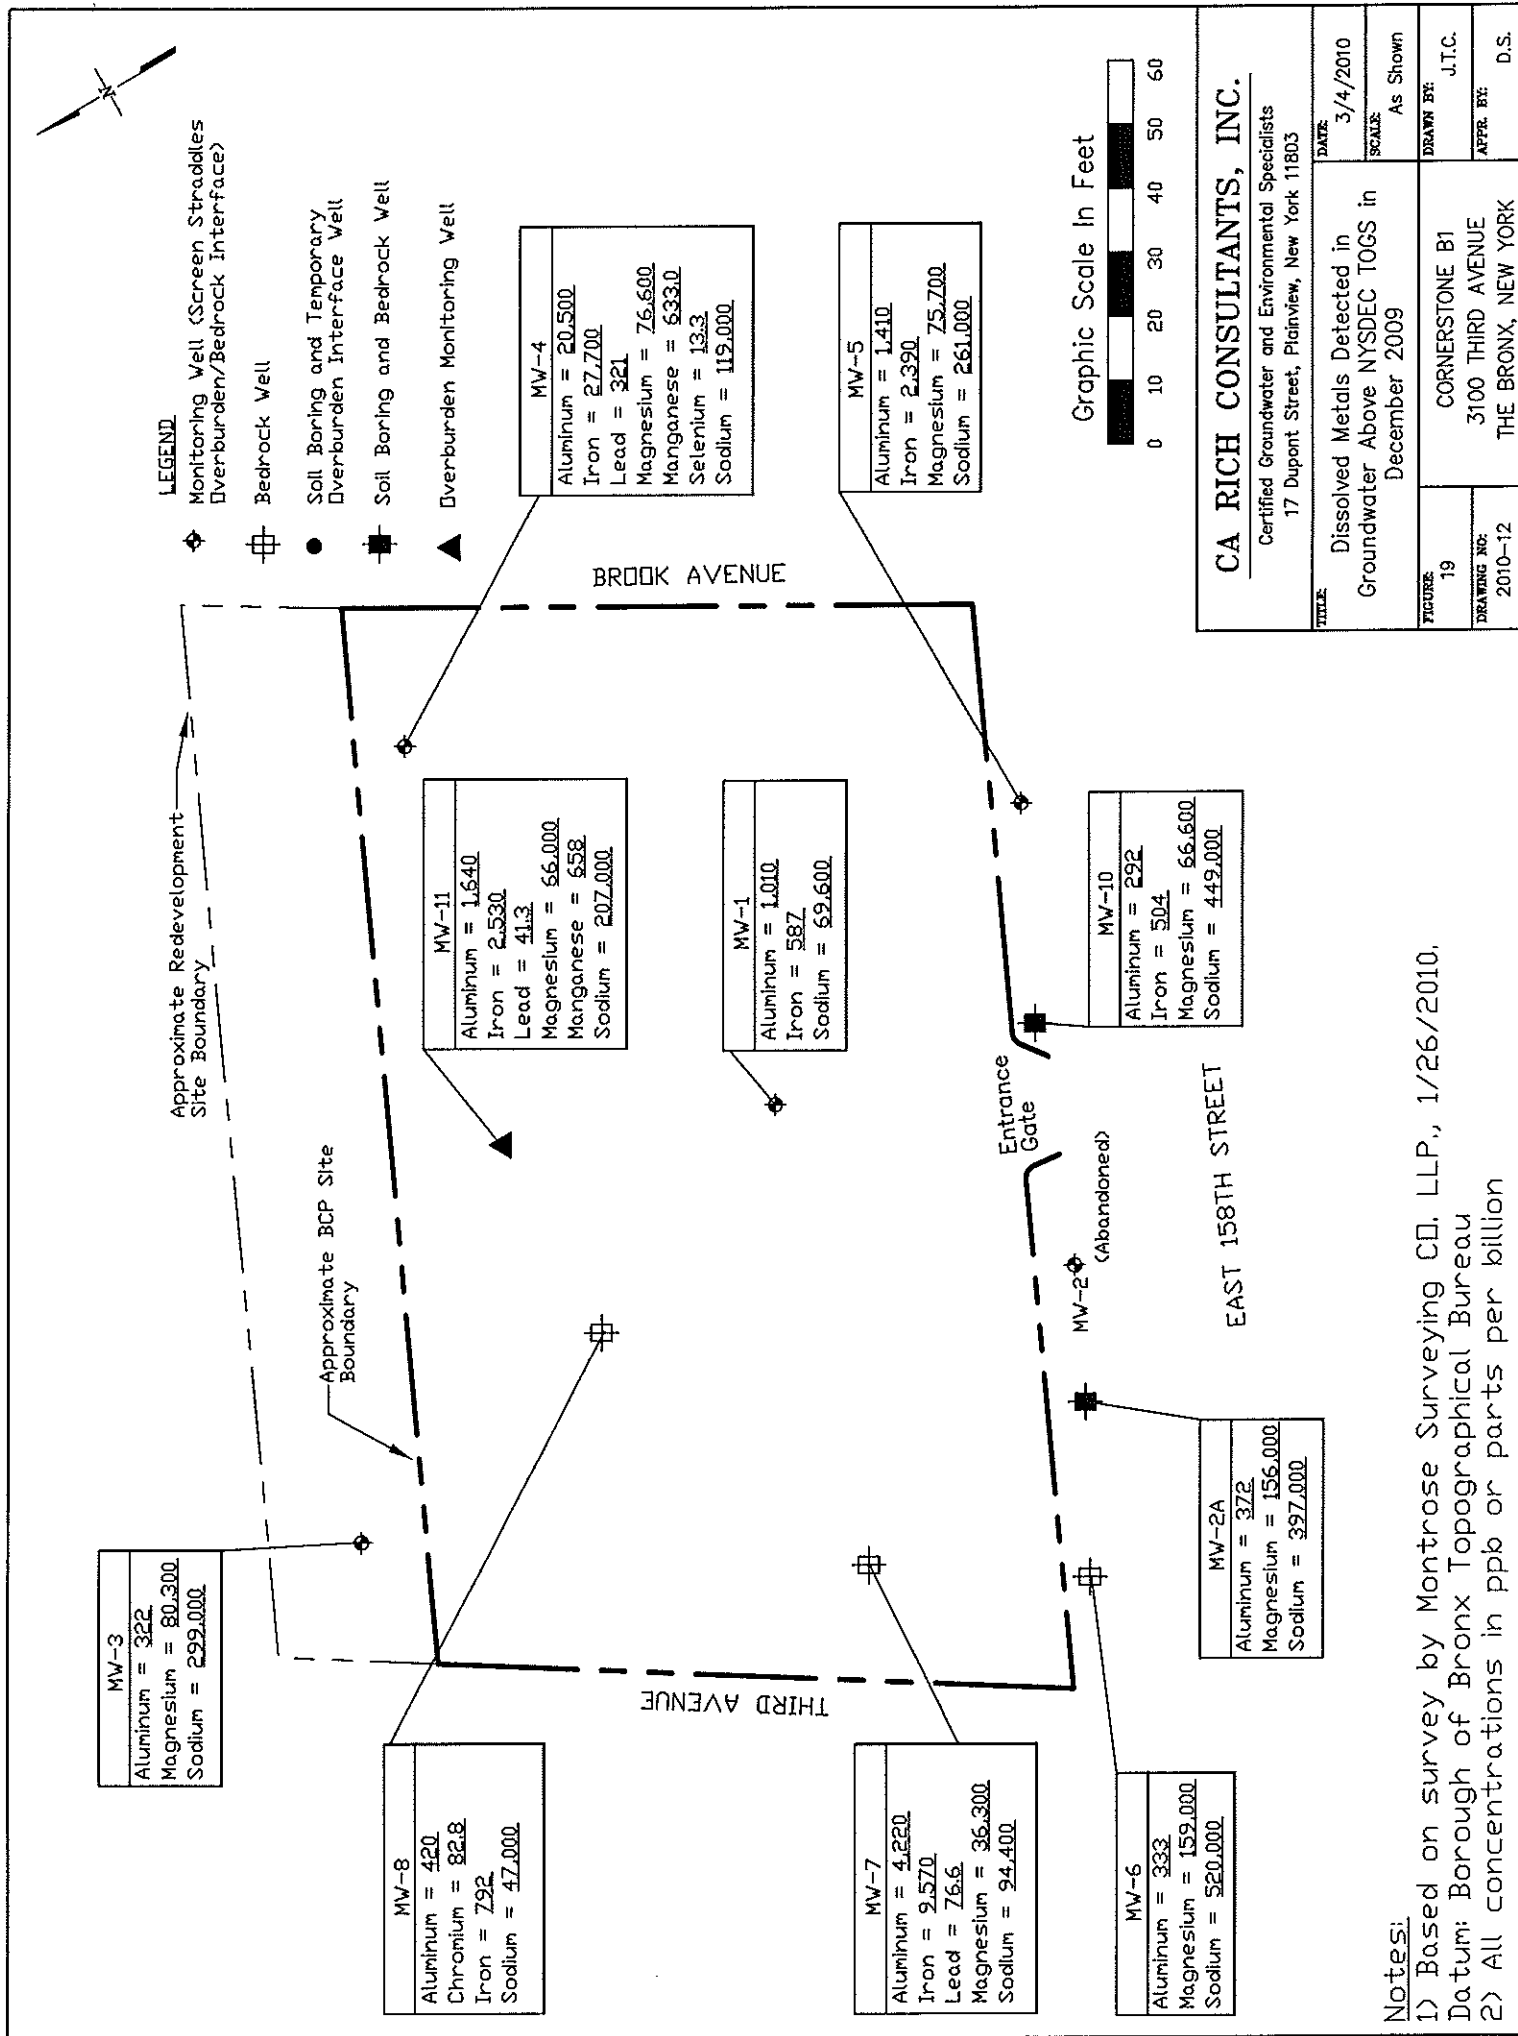 N
LEGEND
Monitoring Well (Screen Straddles
Overburden/Bedrock Interface)
Bedrock Well
Soil Boring and Temporary
Overburden Interface Well
Soil Boring and Bedrock Well
Overburden Monitoring Well
Approximate Redevelopment
Site Boundary
Approximate BCP Site
Boundary
MW-3
Aluminum = 322
Magnesium = 80,300
Sodium = 299,000
MW-8
Aluminum = 420
Chromium = 82.8
Iron = 792
Sodium = 47,000
MW-7
Aluminum = 4,220
Iron = 9,570
Lead = 76.6
Magnesium = 36,300
Sodium = 94,400
MW-6
Aluminum = 333
Magnesium = 159,000
Sodium = 520,000
MW-2A
Aluminum = 372
Magnesium = 156,000
Sodium = 397,000
MW-11
Aluminum = 1,640
Iron = 2,530
Lead = 41.3
Magnesium = 66,000
Manganese = 658
Sodium = 207,000
MW-1
Aluminum = 1,010
Iron = 587
Sodium = 69,600
MW-10
Aluminum = 292
Iron = 504
Magnesium = 66,600
Sodium = 449,000
MW-4
Aluminum = 20,500
Iron = 27,700
Lead = 321
Magnesium = 76,600
Manganese = 633.0
Selenium = 13.3
Sodium = 119,000
MW-5
Aluminum = 1,410
Iron = 2,390
Magnesium = 75,700
Sodium = 261,000
BROOK AVENUE
THIRD AVENUE
Entrance
Gate
MW-2
(Abandoned)
EAST 158TH STREET
Graphic Scale In Feet
0 10 20 30 40 50 60
CA RICH CONSULTANTS, INC.
Certified Groundwater and Environmental Specialists
17 Dupont Street, Plainview, New York 11803
TITLE:
Dissolved Metals Detected in
Groundwater Above NYSDEC TOGS in
December 2009
DATE:
3/4/2010
SCALE:
As Shown
FIGURE:
19
DRAWING NO:
2010-12
CORNERSTONE B1
3100 THIRD AVENUE
THE BRONX, NEW YORK
DRAWN BY:
J.T.C.
APPR. BY:
D.S.
Notes:
1) Based on survey by Montrose Surveying CO. LLP., 1/26/2010.
Datum: Borough of Bronx Topographical Bureau
2) All concentrations in ppb or parts per billion